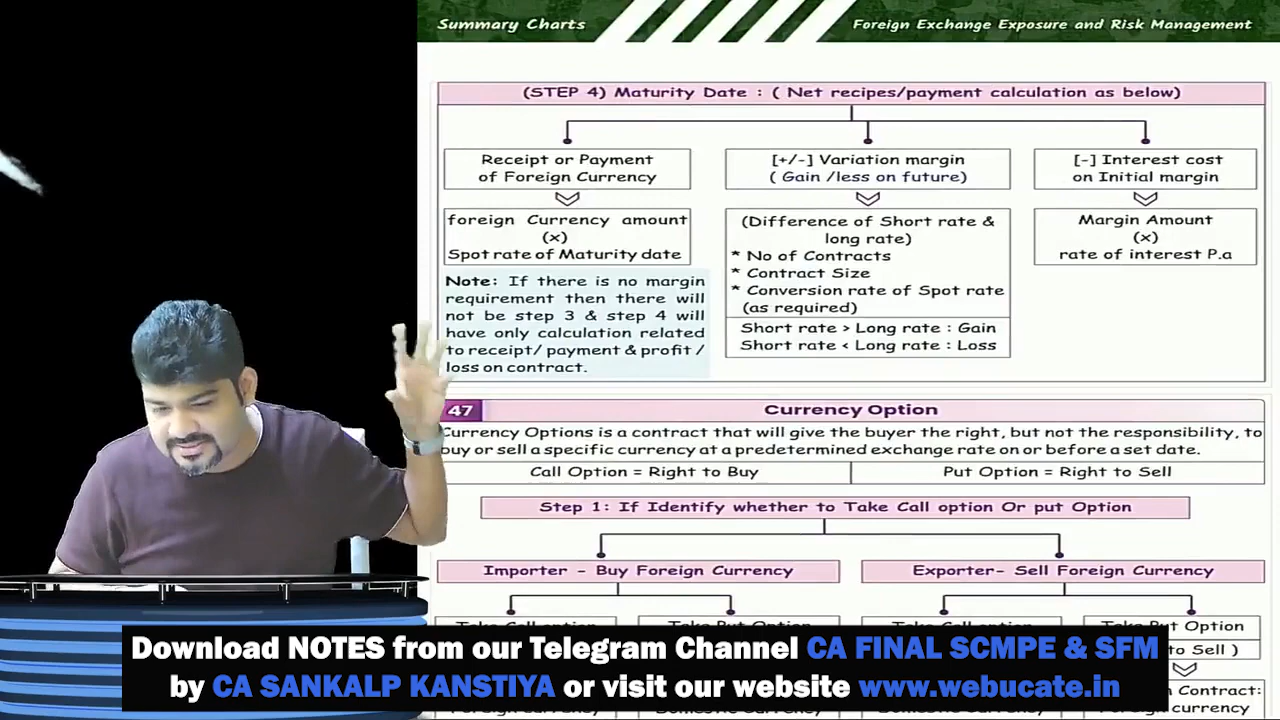 Summary Charts
Foreign Exchange Exposure and Risk Management
(STEP 4) Maturity Date : ( Net recipes/payment calculation as below)
Receipt or Payment
of Foreign Currency
foreign Currency amount
(x)
Spot rate of Maturity date
Note: If there is no margin
requirement then there will
not be step 3 & step 4 will
have only calculation related
to receipt/ payment & profit /
loss on contract.
[+/-] Variation margin
( Gain /less on future)
(Difference of Short rate &
long rate)
* No of Contracts
* Contract Size
* Conversion rate of Spot rate
(as required)
Short rate > Long rate : Gain
Short rate < Long rate : Loss
[-] Interest cost
on Initial margin
Margin Amount
(x)
rate of interest P.a
47
Currency Option
Currency Options is a contract that will give the buyer the right, but not the responsibility, to
buy or sell a specific currency at a predetermined exchange rate on or before a set date.
Call Option = Right to Buy
Put Option = Right to Sell
Step 1: If Identify whether to Take Call option Or put Option
Importer - Buy Foreign Currency
Exporter- Sell Foreign Currency
Option
to Sell )
Contract:
currency
Download NOTES from our Telegram Channel CA FINAL SCMPE & SFM
by CA SANKALP KANSTIYA or visit our website www.webucate.in